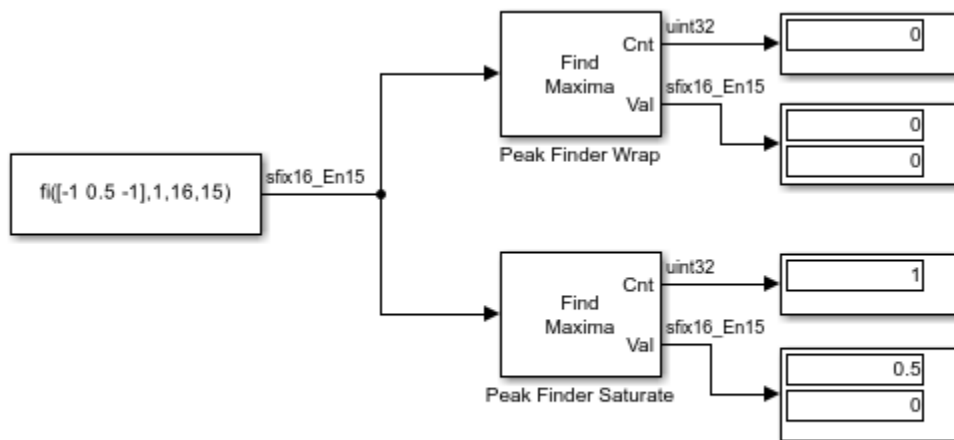 uint32
0
Cnt
Find
Maxima
sfix16_En15
Val
0
0
Peak Finder Wrap
fi([-1 0.5 -1],1,16,15)
sfix16_En15
uint32
1
Cnt
Find
Maxima
sfix16_En15
Val
0.5
0
Peak Finder Saturate